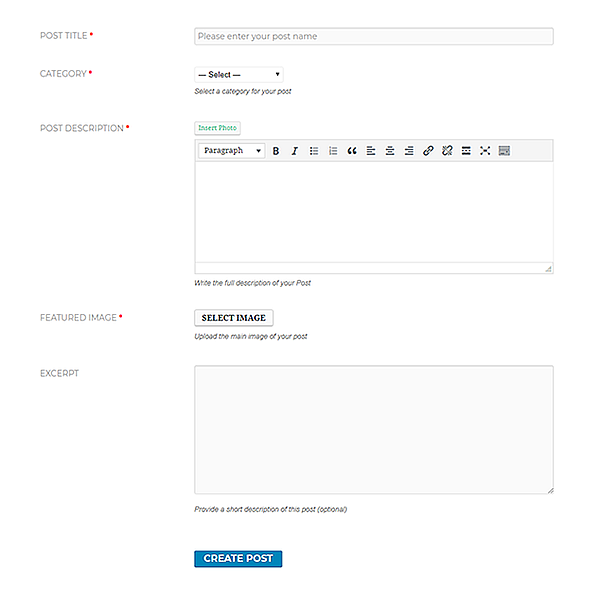 POST TITLE *
Please enter your post name
CATEGORY *
— Select —
Select a category for your post
POST DESCRIPTION *
Insert Photo
Paragraph B I
Write the full description of your Post
FEATURED IMAGE *
SELECT IMAGE
Upload the main image of your post
EXCERPT
Provide a short description of this post (optional)
CREATE POST